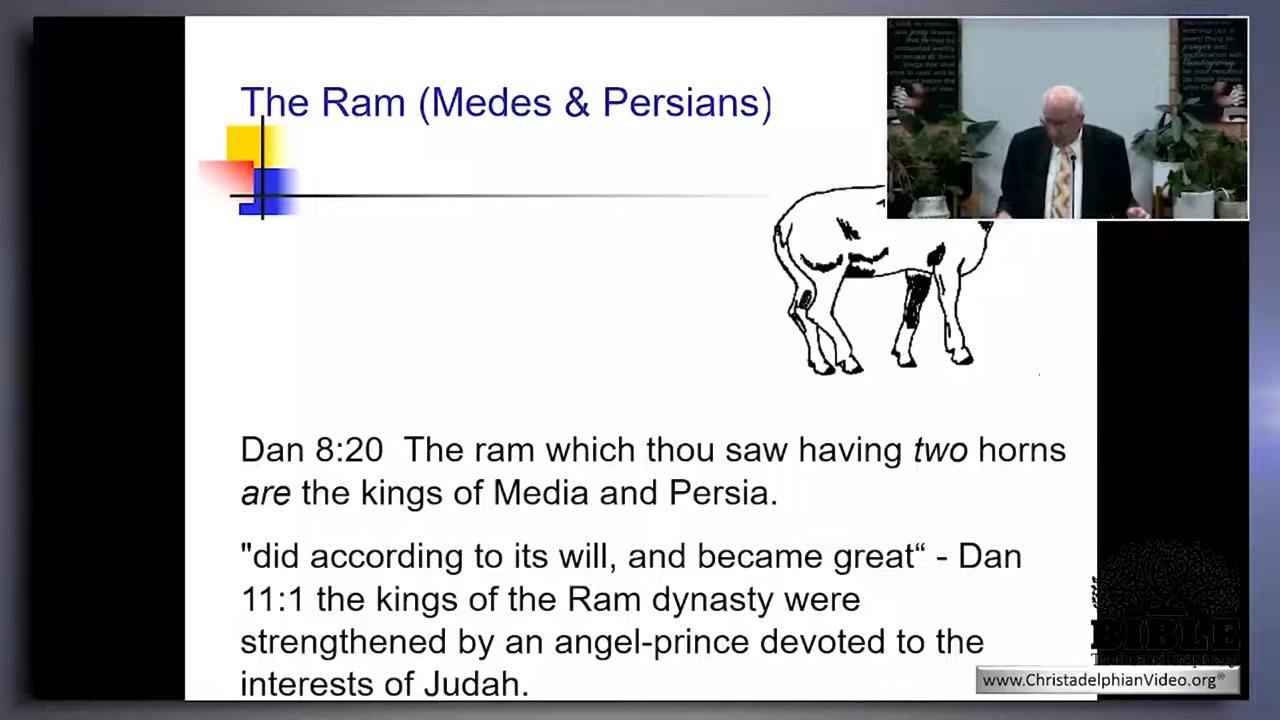 The Ram (Medes & Persians)
Dan 8:20 The ram which thou saw having two horns
are the kings of Media and Persia.
"did according to its will, and became great“ - Dan
11:1 the kings of the Ram dynasty were
strengthened by an angel-prince devoted to the
interests of Judah.
BIBLE
www.ChristadelphianVideo.org®